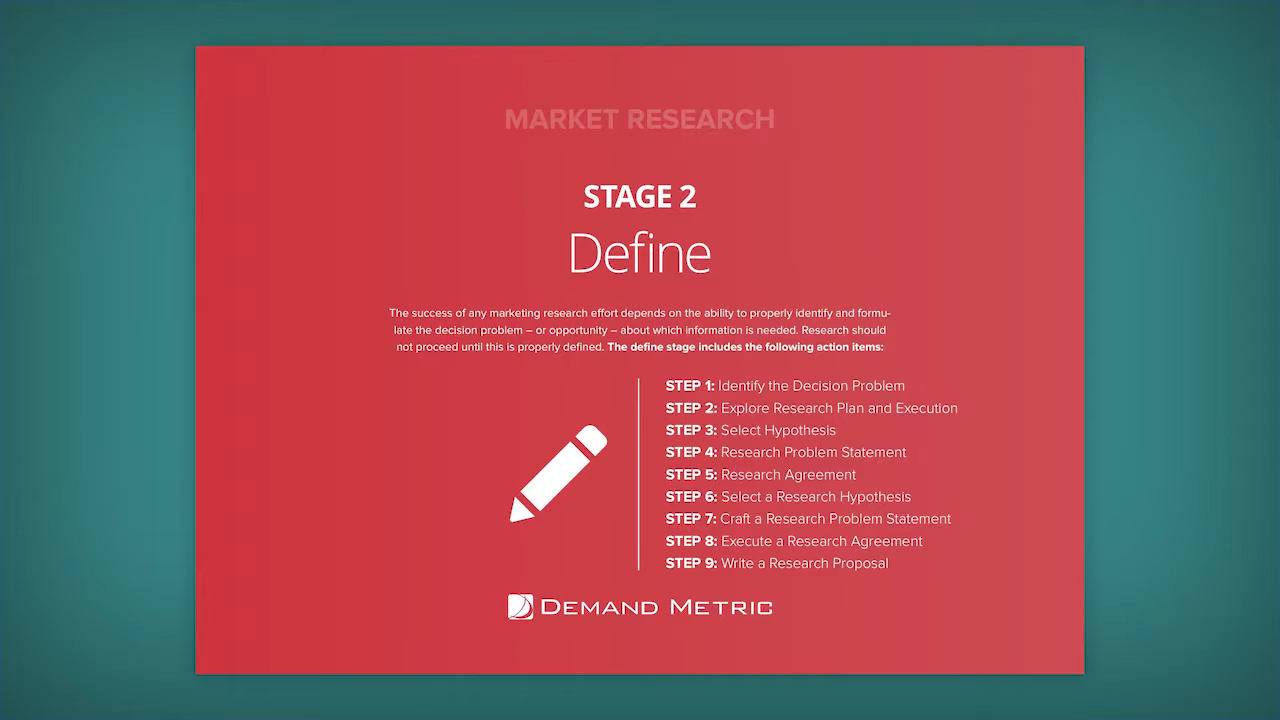 MARKET RESEARCH
STAGE 2
Define
The success of any marketing research effort depends on the ability to properly identify and formu-
late the decision problem – or opportunity – about which information is needed. Research should
not proceed until this is properly defined. The define stage includes the following action items:
STEP 1: Identify the Decision Problem
STEP 2: Explore Research Plan and Execution
STEP 3: Select Hypothesis
STEP 4: Research Problem Statement
STEP 5: Research Agreement
STEP 6: Select a Research Hypothesis
STEP 7: Craft a Research Problem Statement
STEP 8: Execute a Research Agreement
STEP 9: Write a Research Proposal
DEMAND METRIC